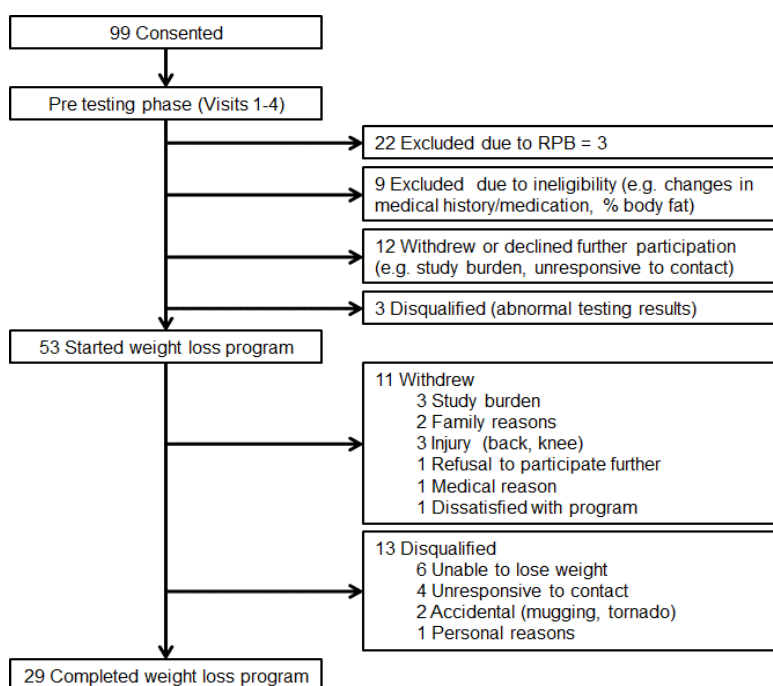 99 Consented
Pre testing phase (Visits 1-4)
22 Excluded due to RPB = 3
9 Excluded due to ineligibility (e.g. changes in
medical history/medication, % body fat)
12 Withdrew or declined further participation
(e.g. study burden, unresponsive to contact)
3 Disqualified (abnormal testing results)
53 Started weight loss program
11 Withdrew
3 Study burden
2 Family reasons
3 Injury (back, knee)
1 Refusal to participate further
1 Medical reason
1 Dissatisfied with program
13 Disqualified
6 Unable to lose weight
4 Unresponsive to contact
2 Accidental (mugging, tornado)
1 Personal reasons
29 Completed weight loss program